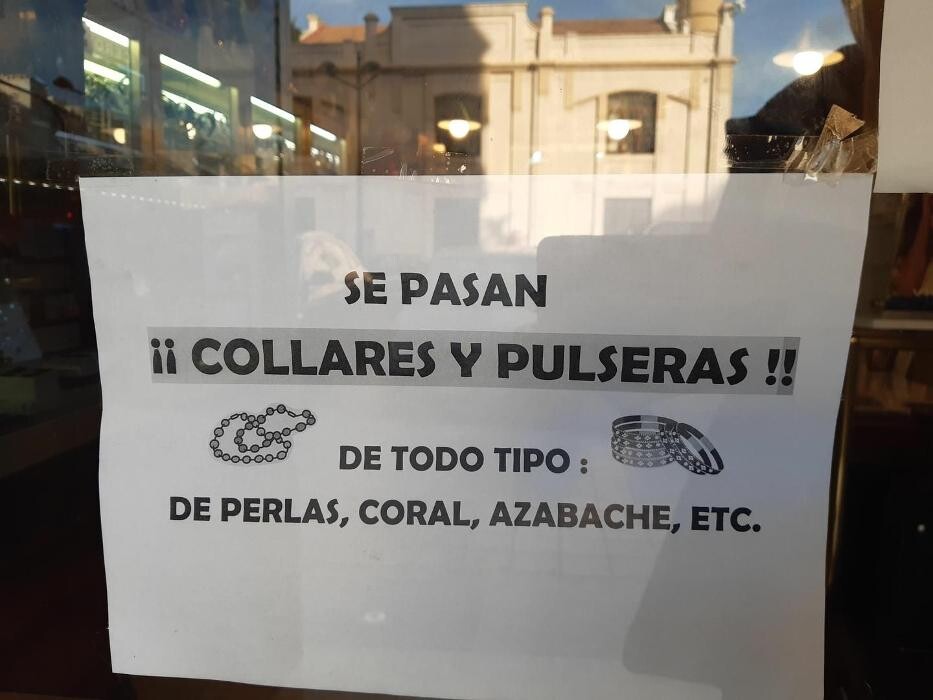 SE PASAN
¡¡ COLLARES Y PULSERAS !!
DE TODO TIPO :
DE PERLAS, CORAL, AZABACHE, ETC.